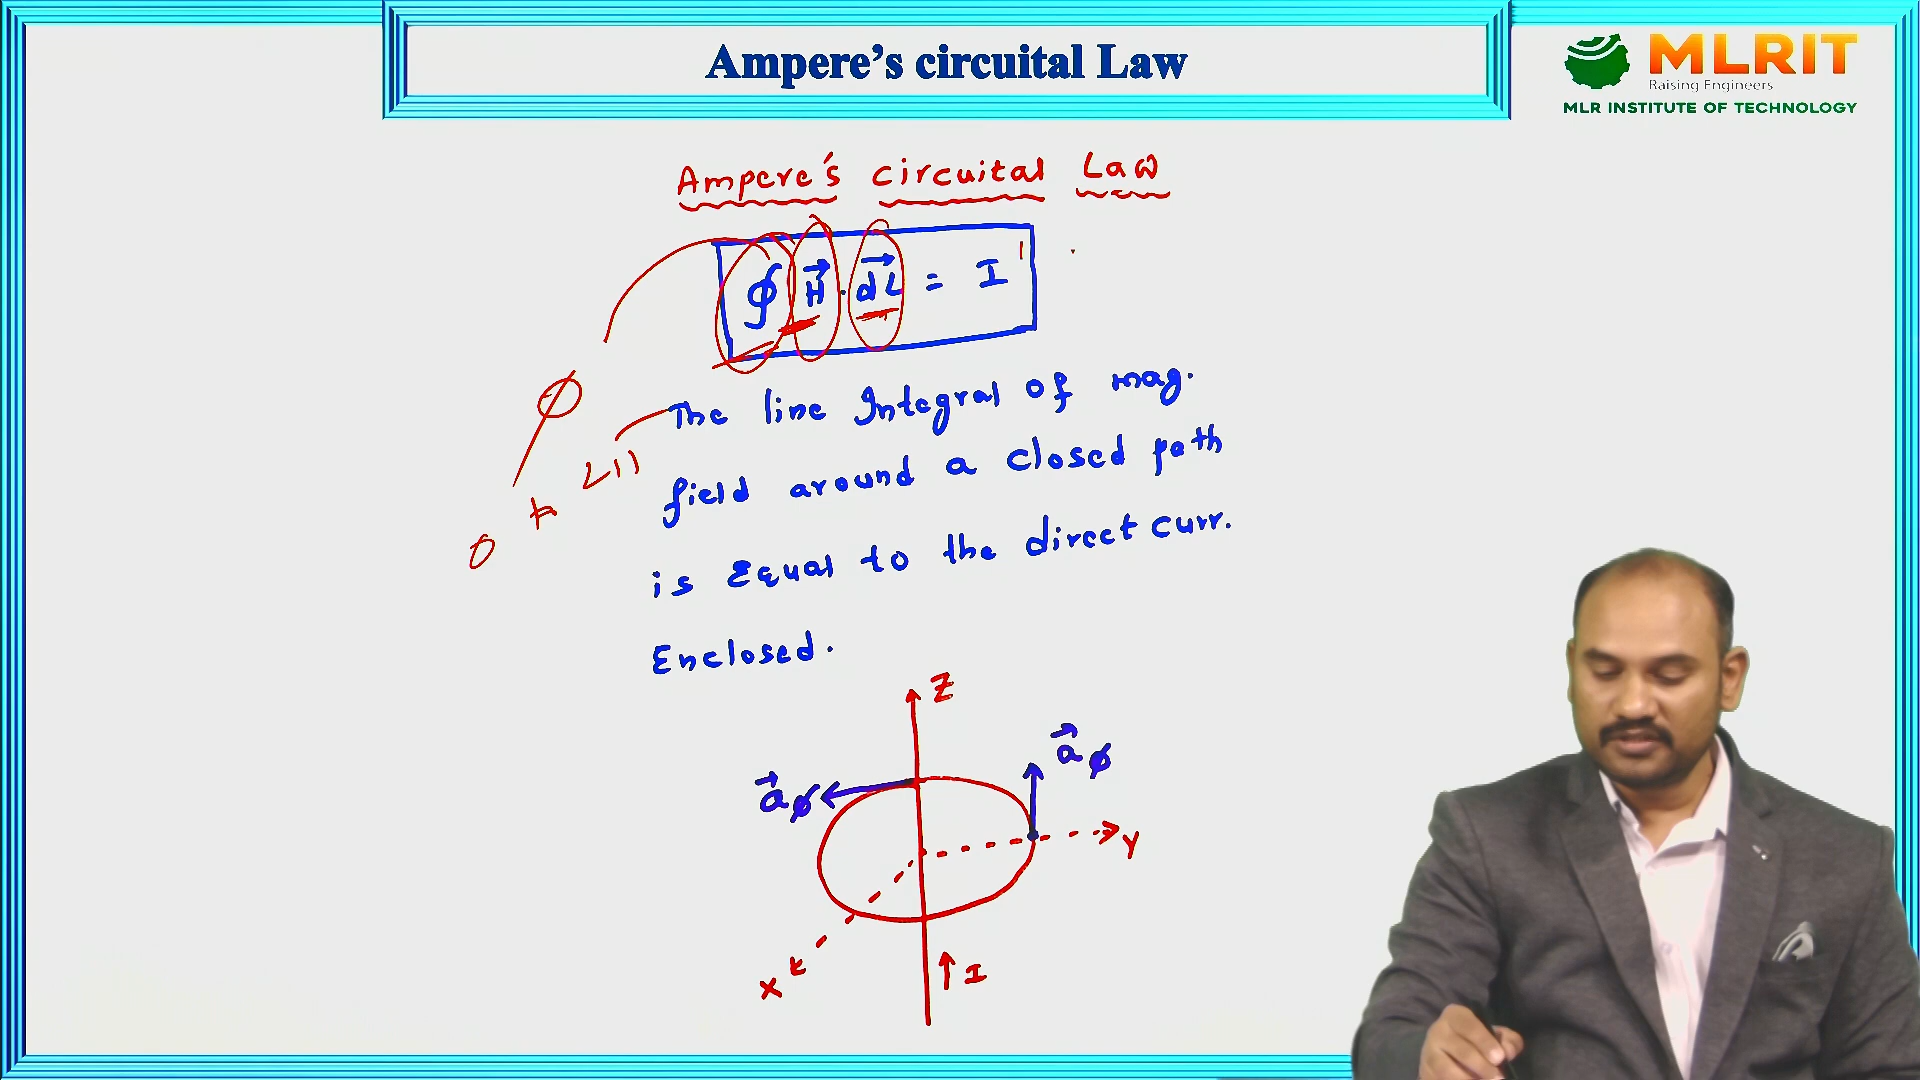 Ampere's circuital Law
MLRIT
Raising Engineers
MLR INSTITUTE OF TECHNOLOGY
Ampere's circuital Law
∮ H⃗ · dL⃗ = I
The line Integral of mag.
field around a closed path
is Equal to the direct curr.
Enclosed.
Z
a⃗ϕ
a⃗ϕ
Y
X
I